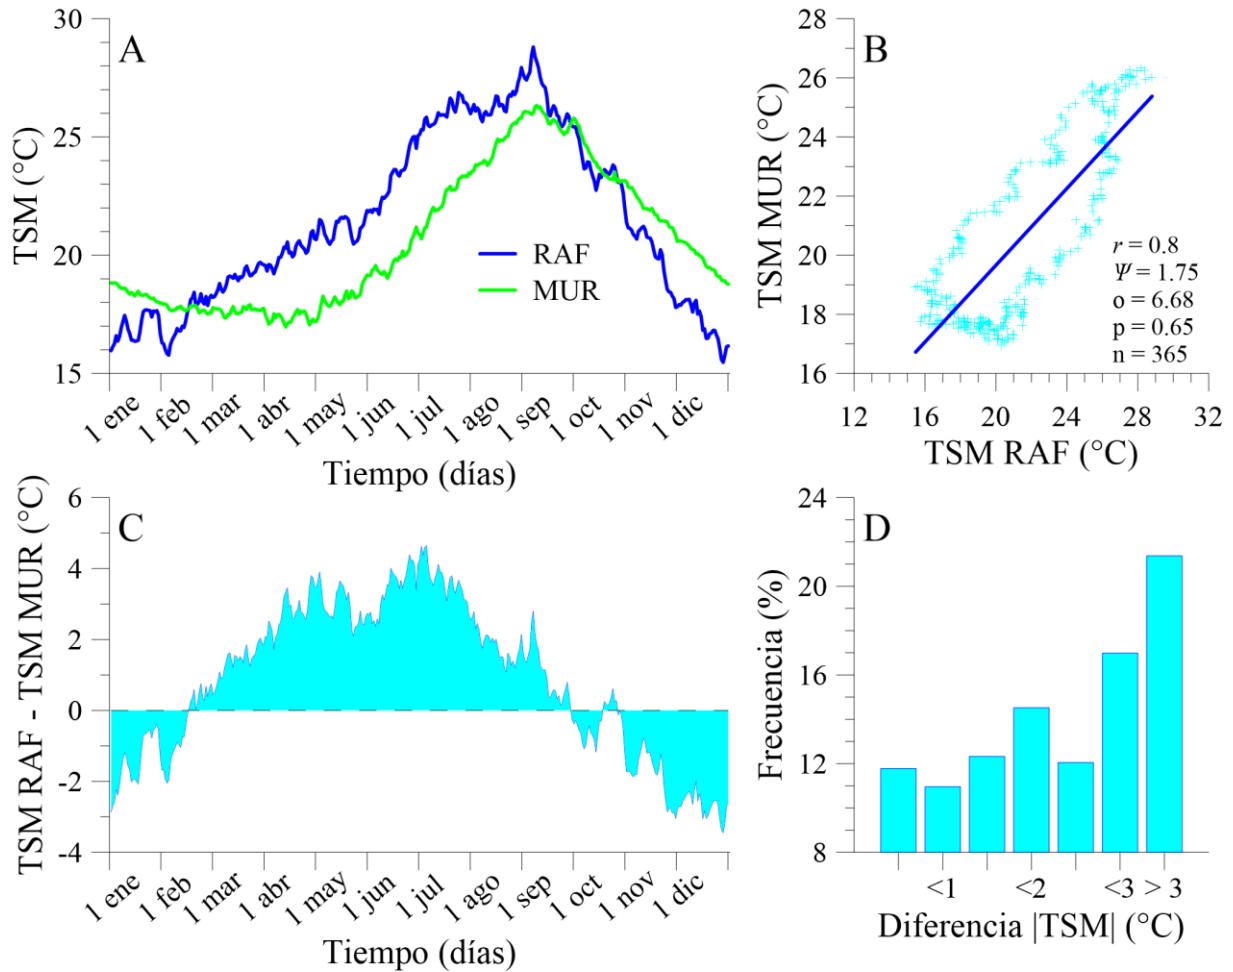 A
TSM (°C)
30
25
20
15
RAF
MUR
1 ene
1 feb
1 mar
1 abr
1 may
1 jun
1 jul
1 ago
1 sep
1 oct
1 nov
1 dic
Tiempo (días)
B
TSM MUR (°C)
28
26
24
22
20
18
16
r = 0.8
Ψ = 1.75
o = 6.68
p = 0.65
n = 365
12 16 20 24 28 32
TSM RAF (°C)
C
TSM RAF - TSM MUR (°C)
6
4
2
0
-2
-4
1 ene
1 feb
1 mar
1 abr
1 may
1 jun
1 jul
1 ago
1 sep
1 oct
1 nov
1 dic
Tiempo (días)
D
Frecuencia (%)
24
20
16
12
8
<1 <2 <3 > 3
Diferencia |TSM| (°C)